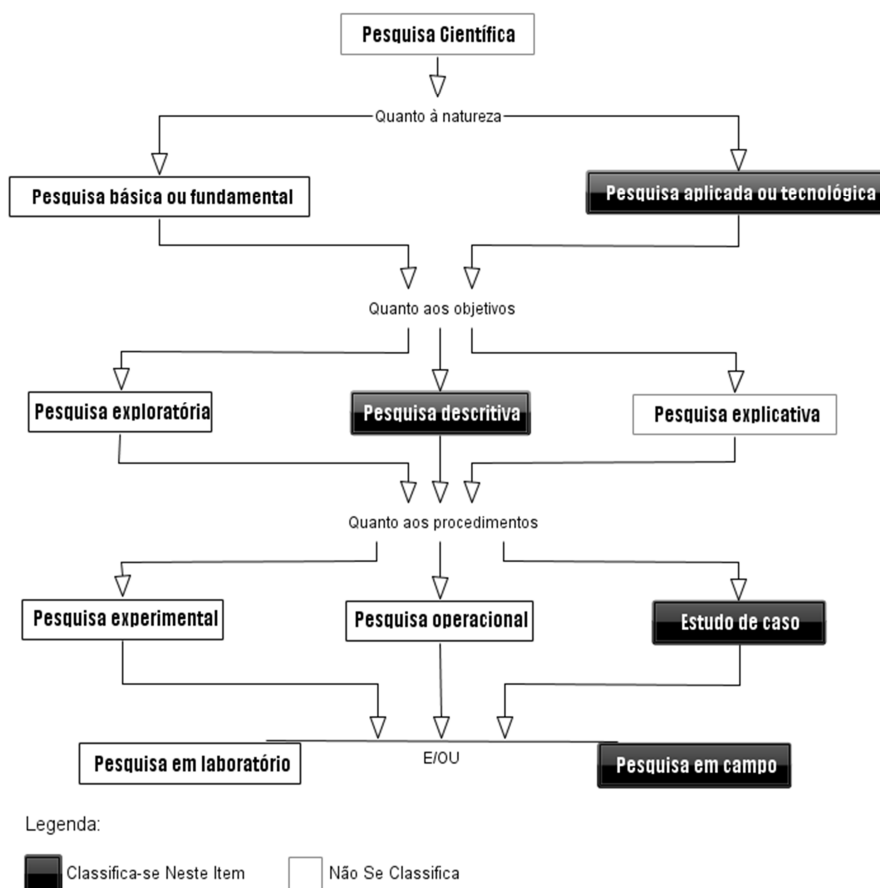 Pesquisa Científica
Quanto à natureza
Pesquisa básica ou fundamental
Pesquisa aplicada ou tecnológica
Quanto aos objetivos
Pesquisa exploratória
Pesquisa descritiva
Pesquisa explicativa
Quanto aos procedimentos
Pesquisa experimental
Pesquisa operacional
Estudo de caso
Pesquisa em laboratório
E/OU
Pesquisa em campo
Legenda:
Classifica-se Neste Item
Não Se Classifica